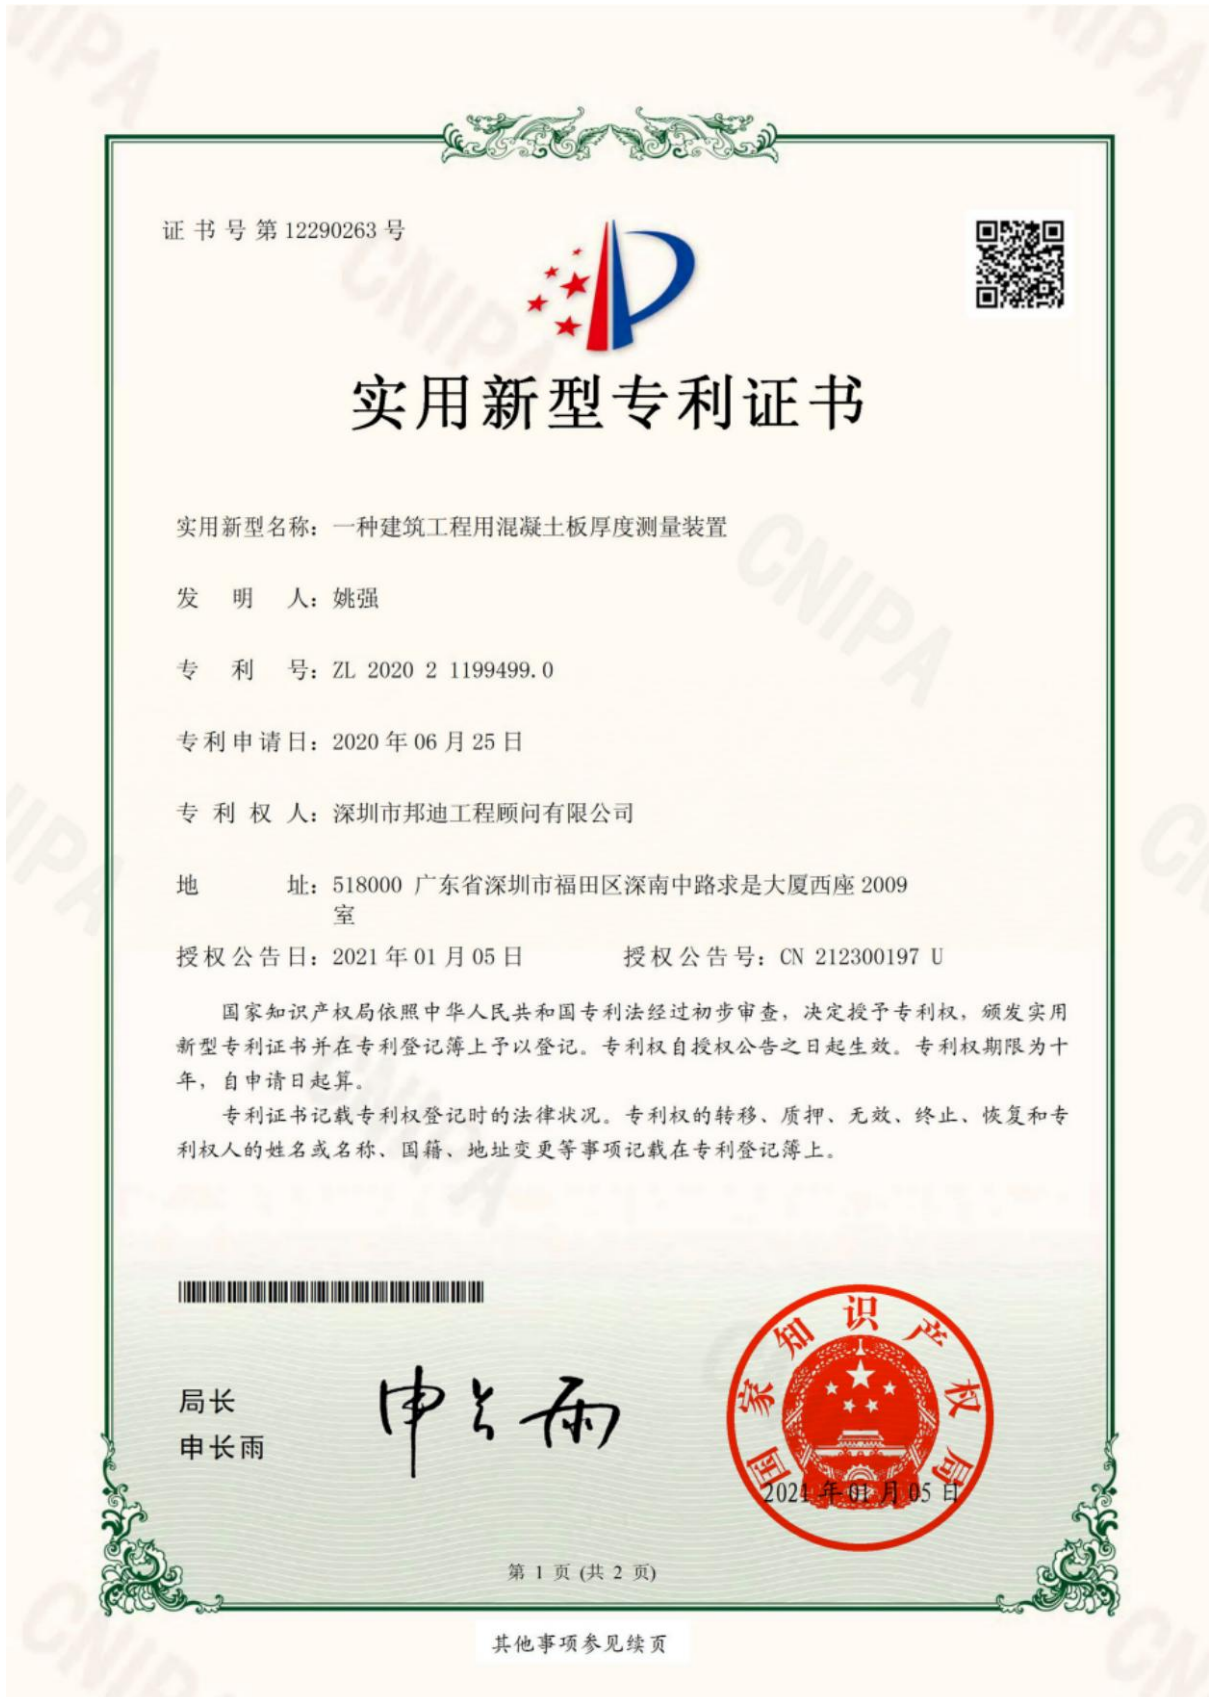 证书号第12290263号
实用新型专利证书
实用新型名称：一种建筑工程用混凝土板厚度测量装置
发明人：姚强
专利号：ZL 2020 2 1199499.0
专利申请日：2020年06月25日
专利权人：深圳市邦迪工程顾问有限公司
地址：518000 广东省深圳市福田区深南中路求是大厦西座2009
室
授权公告日：2021年01月05日 授权公告号：CN 212300197 U
国家知识产权局依照中华人民共和国专利法经过初步审查，决定授予专利权，颁发实用
新型专利证书并在专利登记簿上予以登记。专利权自授权公告之日起生效。专利权期限为十
年，自申请日起算。
专利证书记载专利权登记时的法律状况。专利权的转移、质押、无效、终止、恢复和专
利权人的姓名或名称、国籍、地址变更等事项记载在专利登记簿上。
局长
申长雨
申长雨
国家知识产权局
2021年01月05日
第 1 页 (共 2 页)
其他事项参见续页
CNIPA
CNIPA
CNIPA
CNIPA
CNIPA
CNIPA